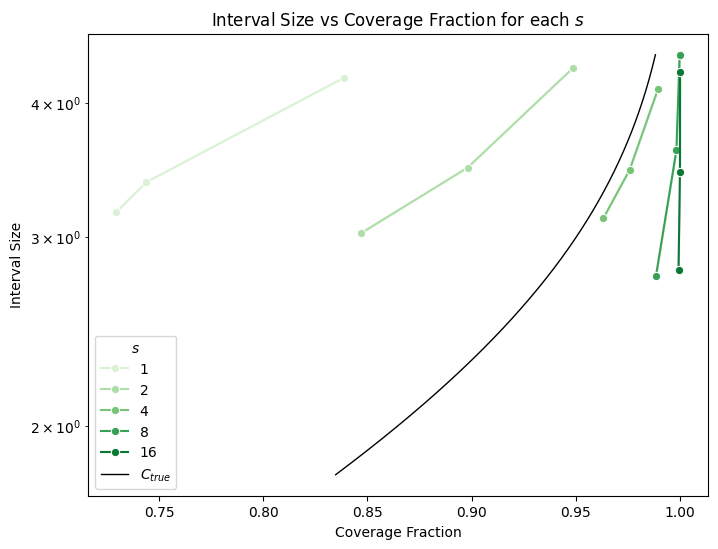 Interval Size vs Coverage Fraction for each s
Interval Size
4 × 10⁰
3 × 10⁰
2 × 10⁰
s
1
2
4
8
16
C_true
0.75 0.80 0.85 0.90 0.95 1.00
Coverage Fraction